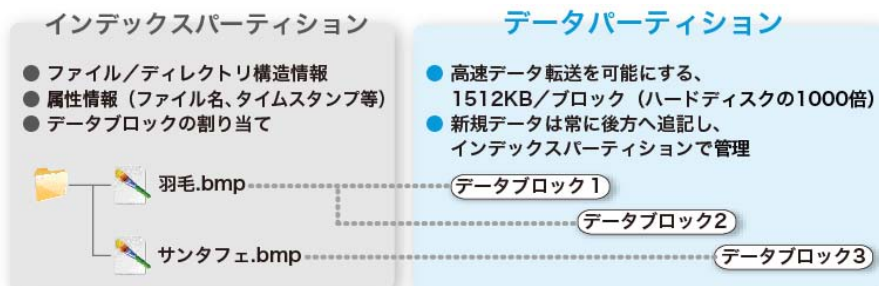 インデックスパーティション
● ファイル／ディレクトリ構造情報
● 属性情報（ファイル名、タイムスタンプ等）
● データブロックの割り当て
羽毛.bmp
サンタフェ.bmp
データパーティション
● 高速データ転送を可能にする、
1512KB／ブロック（ハードディスクの1000倍）
● 新規データは常に後方へ追記し、
インデックスパーティションで管理
データブロック1
データブロック2
データブロック3